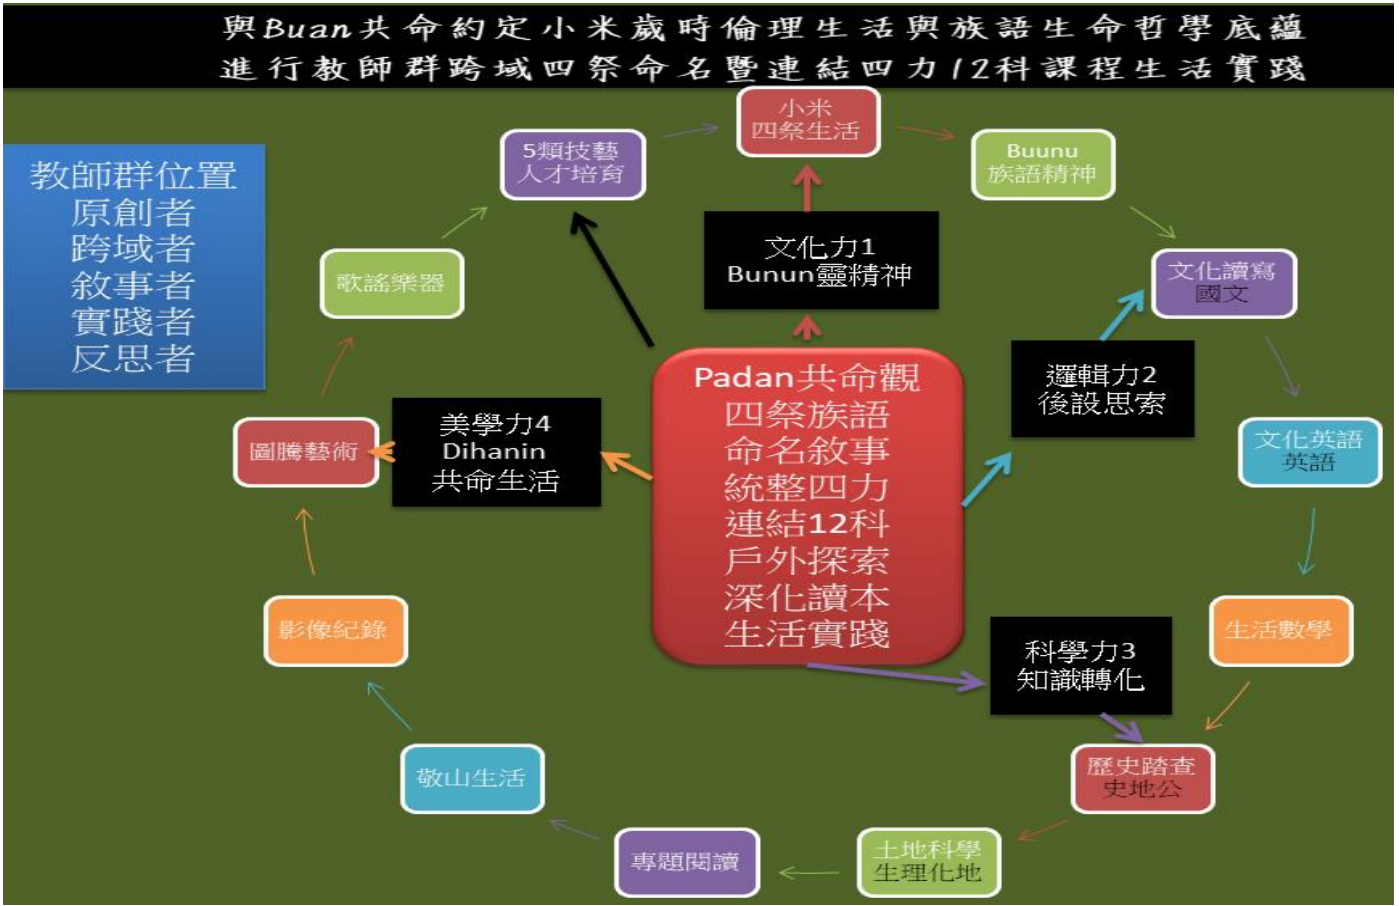 與Buan共命約定小米歲時倫理生活與族語生命哲學底蘊
進行教師群跨域四祭命名暨連結四力12科課程生活實踐
教師群位置
原創者
跨域者
敘事者
實踐者
反思者
小米
四祭生活
Buunu
族語精神
文化讀寫
國文
文化英語
英語
生活數學
歷史踏查
史地公
土地科學
生理化地
專題閱讀
敬山生活
影像紀錄
圖騰藝術
歌謠樂器
5類技藝
人才培育
文化力1
Bunun靈精神
邏輯力2
後設思索
科學力3
知識轉化
美學力4
Dihanin
共命生活
Padan共命觀
四祭族語
命名敘事
統整四力
連結12科
戶外探索
深化讀本
生活實踐